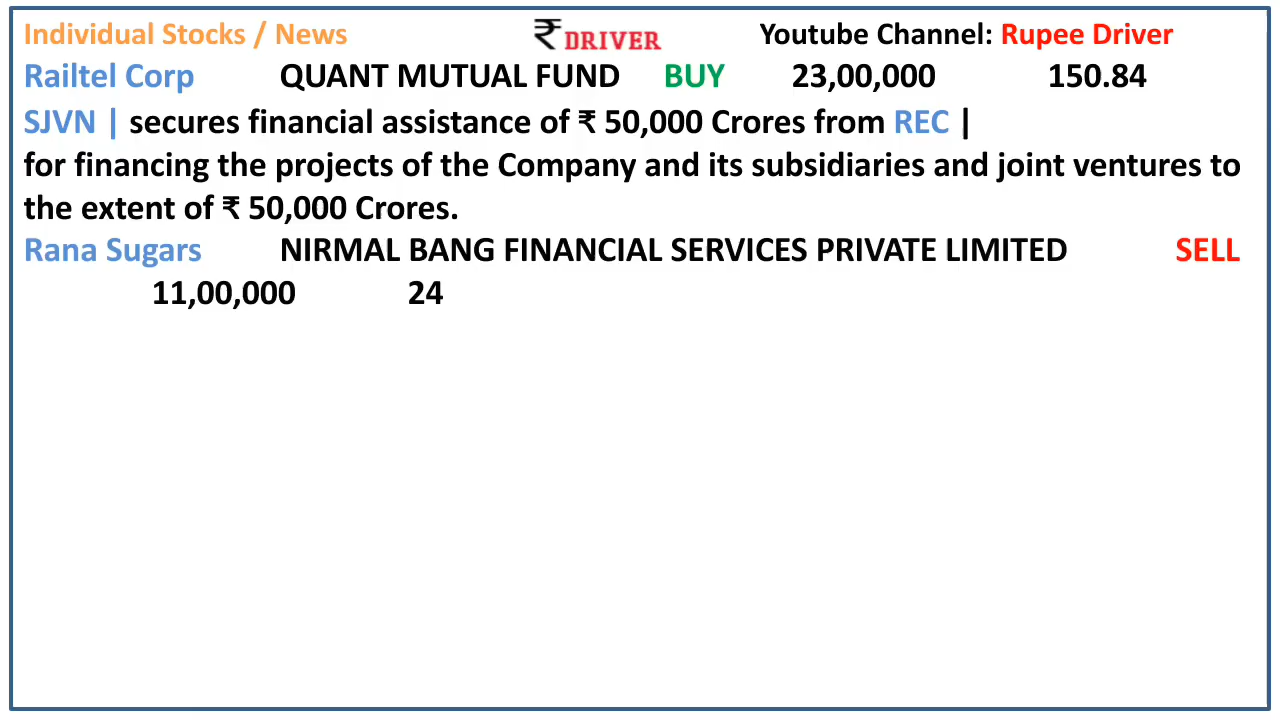 Individual Stocks / News ₹ DRIVER Youtube Channel: Rupee Driver
Railtel Corp QUANT MUTUAL FUND BUY 23,00,000 150.84
SJVN | secures financial assistance of ₹ 50,000 Crores from REC |
for financing the projects of the Company and its subsidiaries and joint ventures to
the extent of ₹ 50,000 Crores.
Rana Sugars NIRMAL BANG FINANCIAL SERVICES PRIVATE LIMITED SELL
11,00,000 24